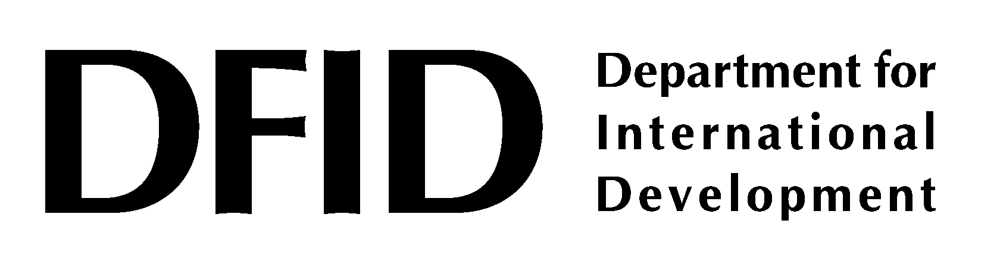 DFID
Department for
International
Development